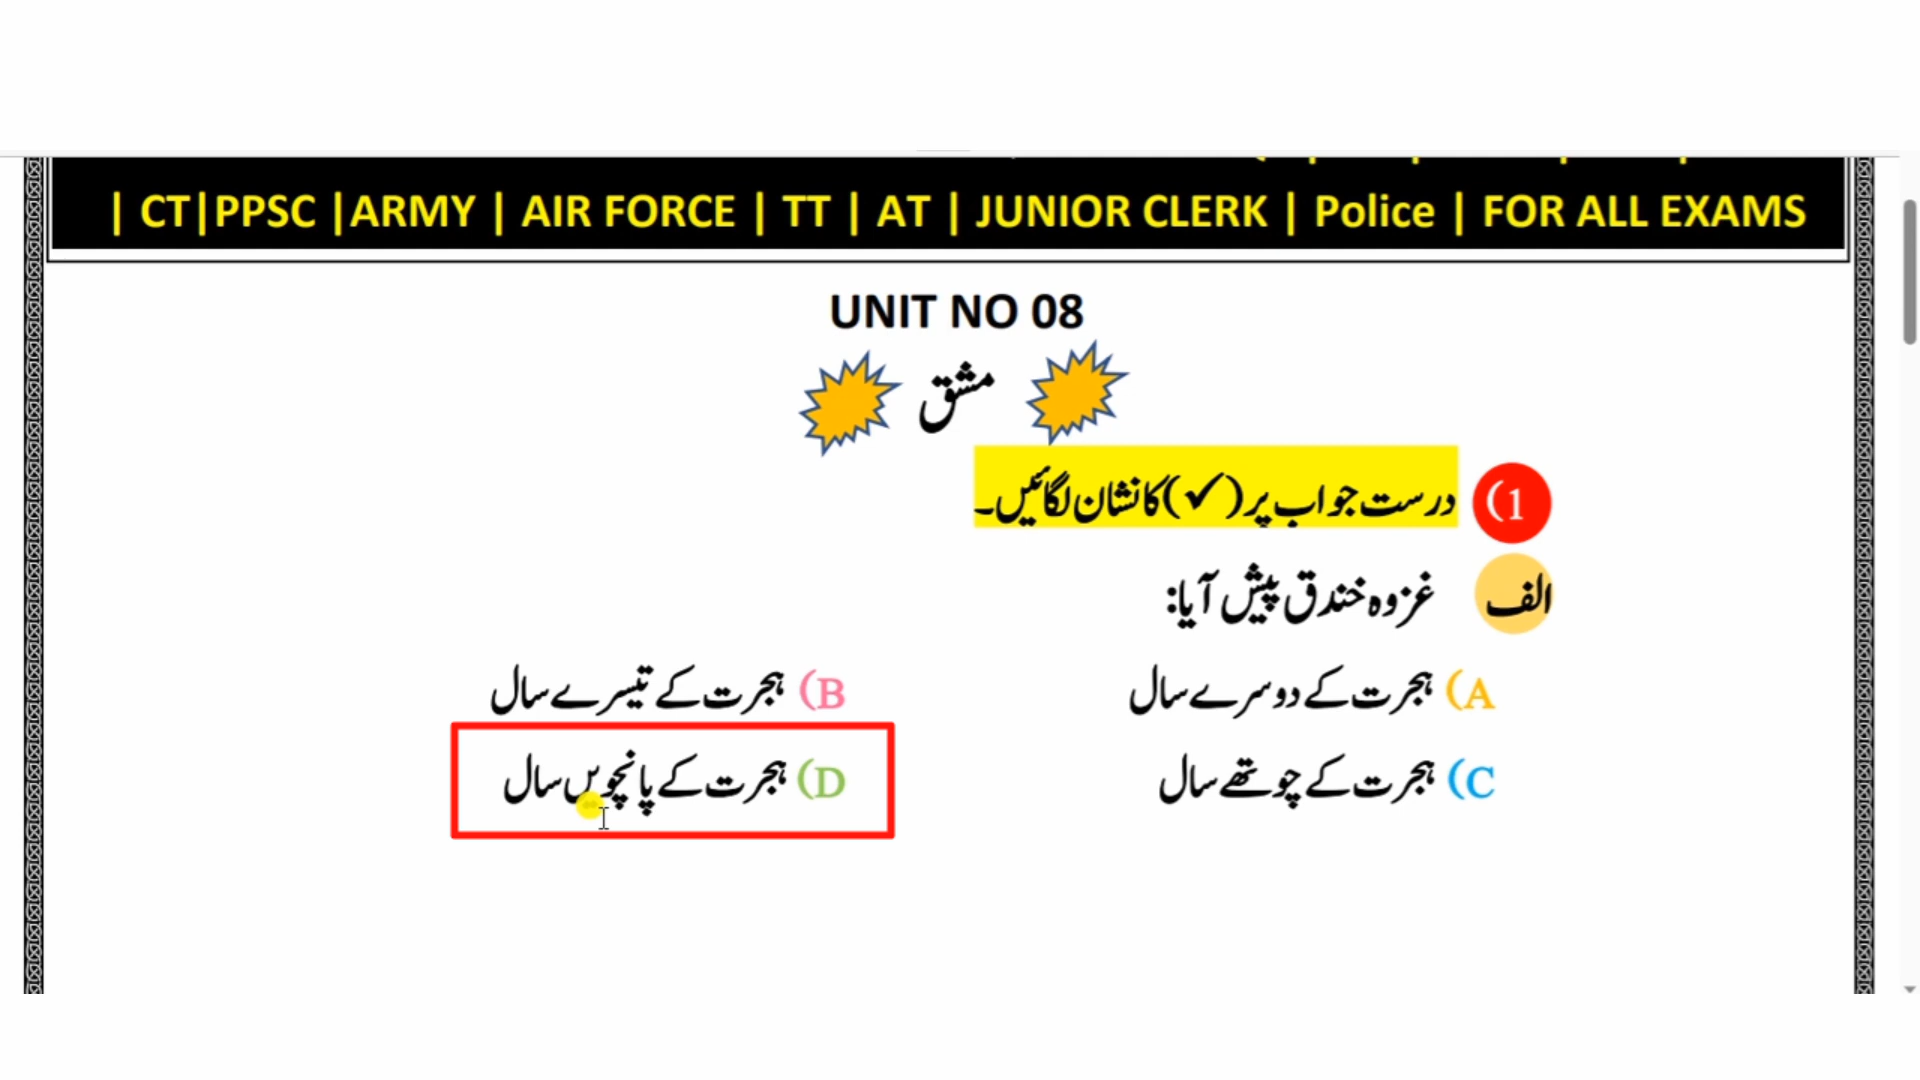 | CT|PPSC |ARMY | AIR FORCE | TT | AT | JUNIOR CLERK | Police | FOR ALL EXAMS
UNIT NO 08
مشق
1) درست جواب پر (✓) کا نشان لگائیں۔
الف غزوہ خندق پیش آیا:
A) ہجرت کے دوسرے سال B) ہجرت کے تیسرے سال
C) ہجرت کے چوتھے سال D) ہجرت کے پانچویں سال